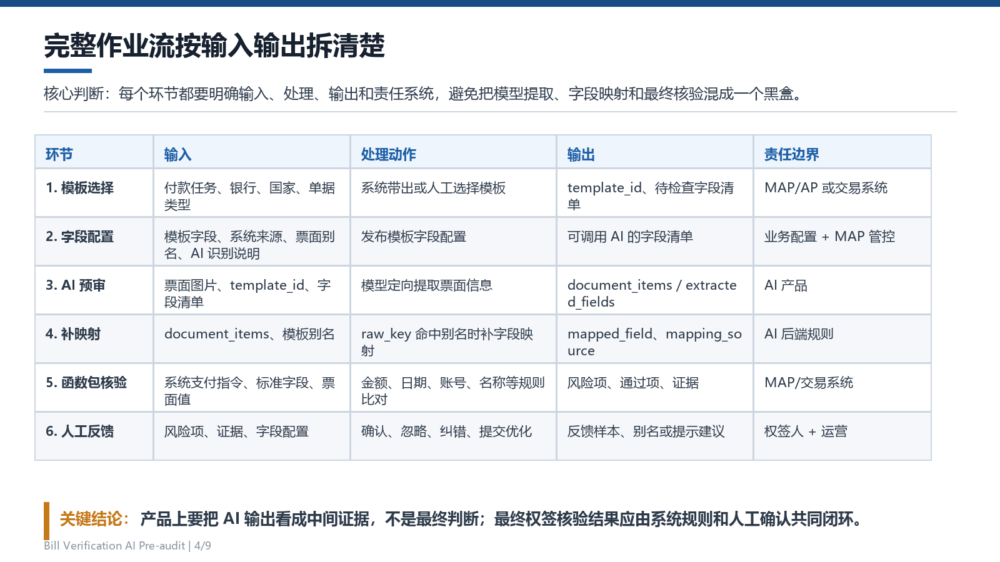 完整作业流按输入输出拆清楚
核心判断：每个环节都要明确输入、处理、输出和责任系统，避免把模型提取、字段映射和最终核验混成一个黑盒。
环节
输入
处理动作
输出
责任边界
1. 模板选择
付款任务、银行、国家、单据
类型
系统带出或人工选择模板
template_id、待检查字段清
单
MAP/AP 或交易系统
2. 字段配置
模板字段、系统来源、票面别
名、AI 识别说明
发布模板字段配置
可调用 AI 的字段清单
业务配置 + MAP 管控
3. AI 预审
票面图片、template_id、字
段清单
模型定向提取票面信息
document_items / extracte
d_fields
AI 产品
4. 补映射
document_items、模板别名
raw_key 命中别名时补字段映
射
mapped_field、mapping_so
urce
AI 后端规则
5. 函数包核验
系统支付指令、标准字段、票
面值
金额、日期、账号、名称等规则
比对
风险项、通过项、证据
MAP/交易系统
6. 人工反馈
风险项、证据、字段配置
确认、忽略、纠错、提交优化
反馈样本、别名或提示建议
权签人 + 运营
关键结论： 产品上要把 AI 输出看成中间证据，不是最终判断；最终权签核验结果应由系统规则和人工确认共同闭环。
Bill Verification AI Pre-audit | 4/9